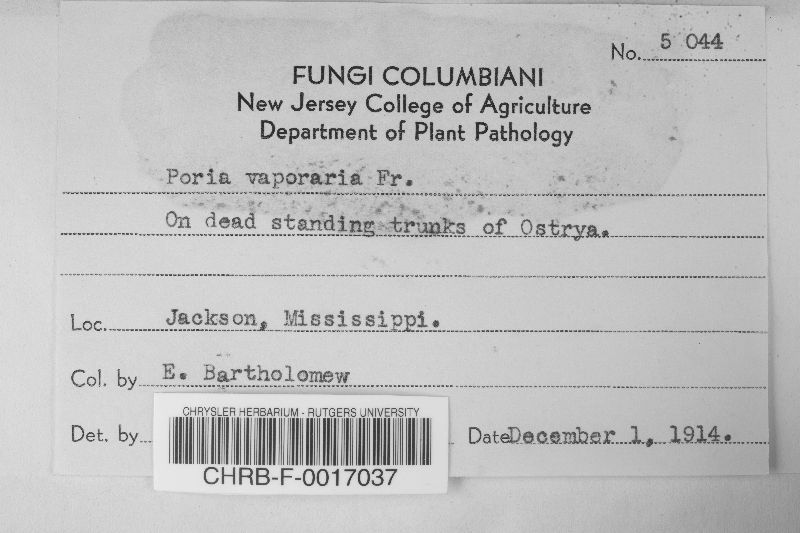 No. 5 044
FUNGI COLUMBIANI
New Jersey College of Agriculture
Department of Plant Pathology
Poria vaporaria Fr.
On dead standing trunks of Ostrya.
Loc. Jackson, Mississippi.
Col. by E. Bartholomew
Det. by Date December 1, 1914.
CHRYSLER HERBARIUM - RUTGERS UNIVERSITY
CHRB-F-0017037